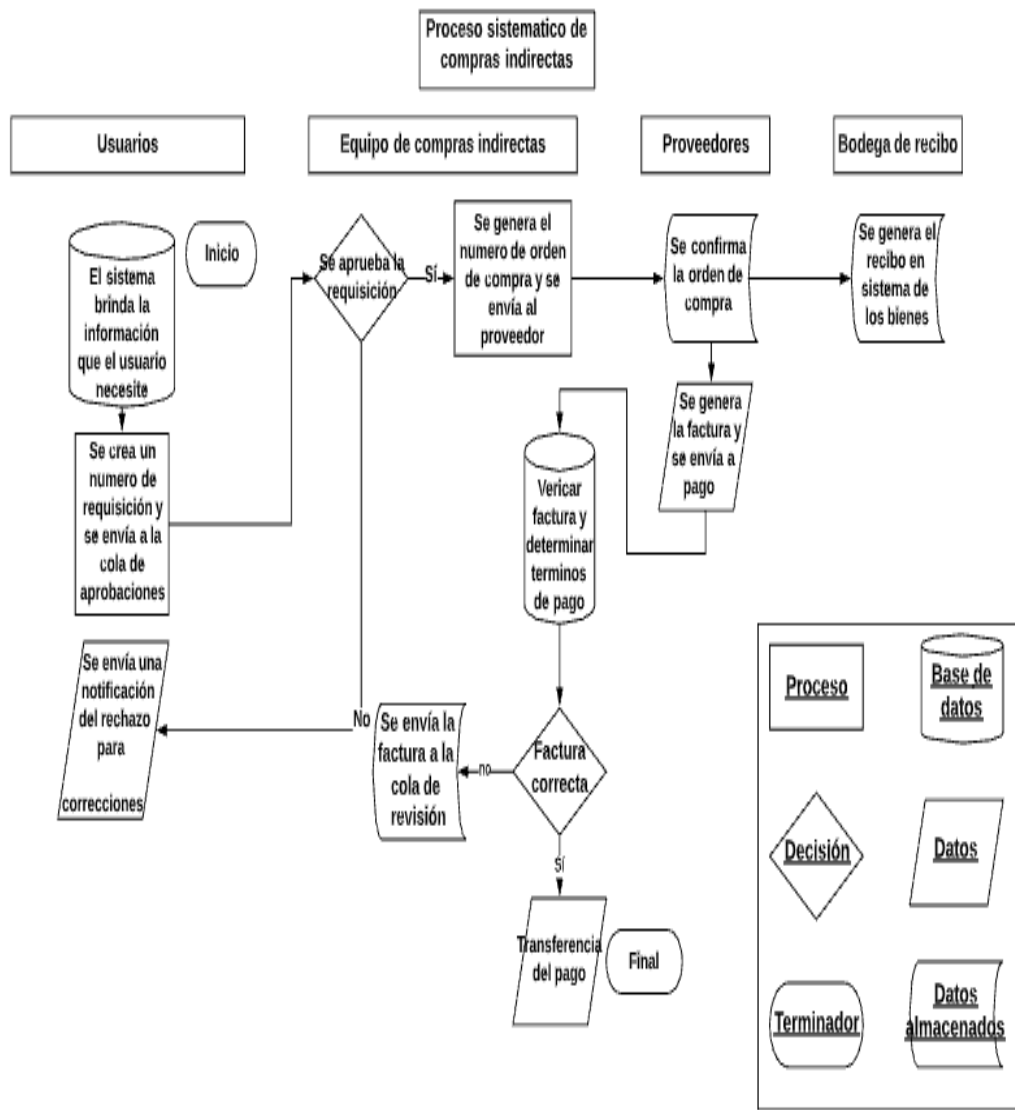 Proceso sistematico de
compras indirectas
Usuarios
Equipo de compras indirectas
Proveedores
Bodega de recibo
El sistema
brinda la
información
que el usuario
necesite
Inicio
Se aprueba la
requisición
Sí
Se genera el
numero de orden
de compra y se
envía al
proveedor
Se confirma
la orden de
compra
Se genera el
recibo en
sistema de
los bienes
Se crea un
numero de
requisición y
se envía a la
cola de
aprobaciones
Se genera
la factura y
se envía a
pago
Vericar
factura y
determinar
terminos
de pago
Se envía una
notificación
del rechazo
para
correcciones
No
Se envía la
factura a la
cola de
revisión
no
Factura
correcta
Sí
Transferencia
del pago
Final
Proceso
Base de
datos
Decisión
Datos
Terminador
Datos
almacenados